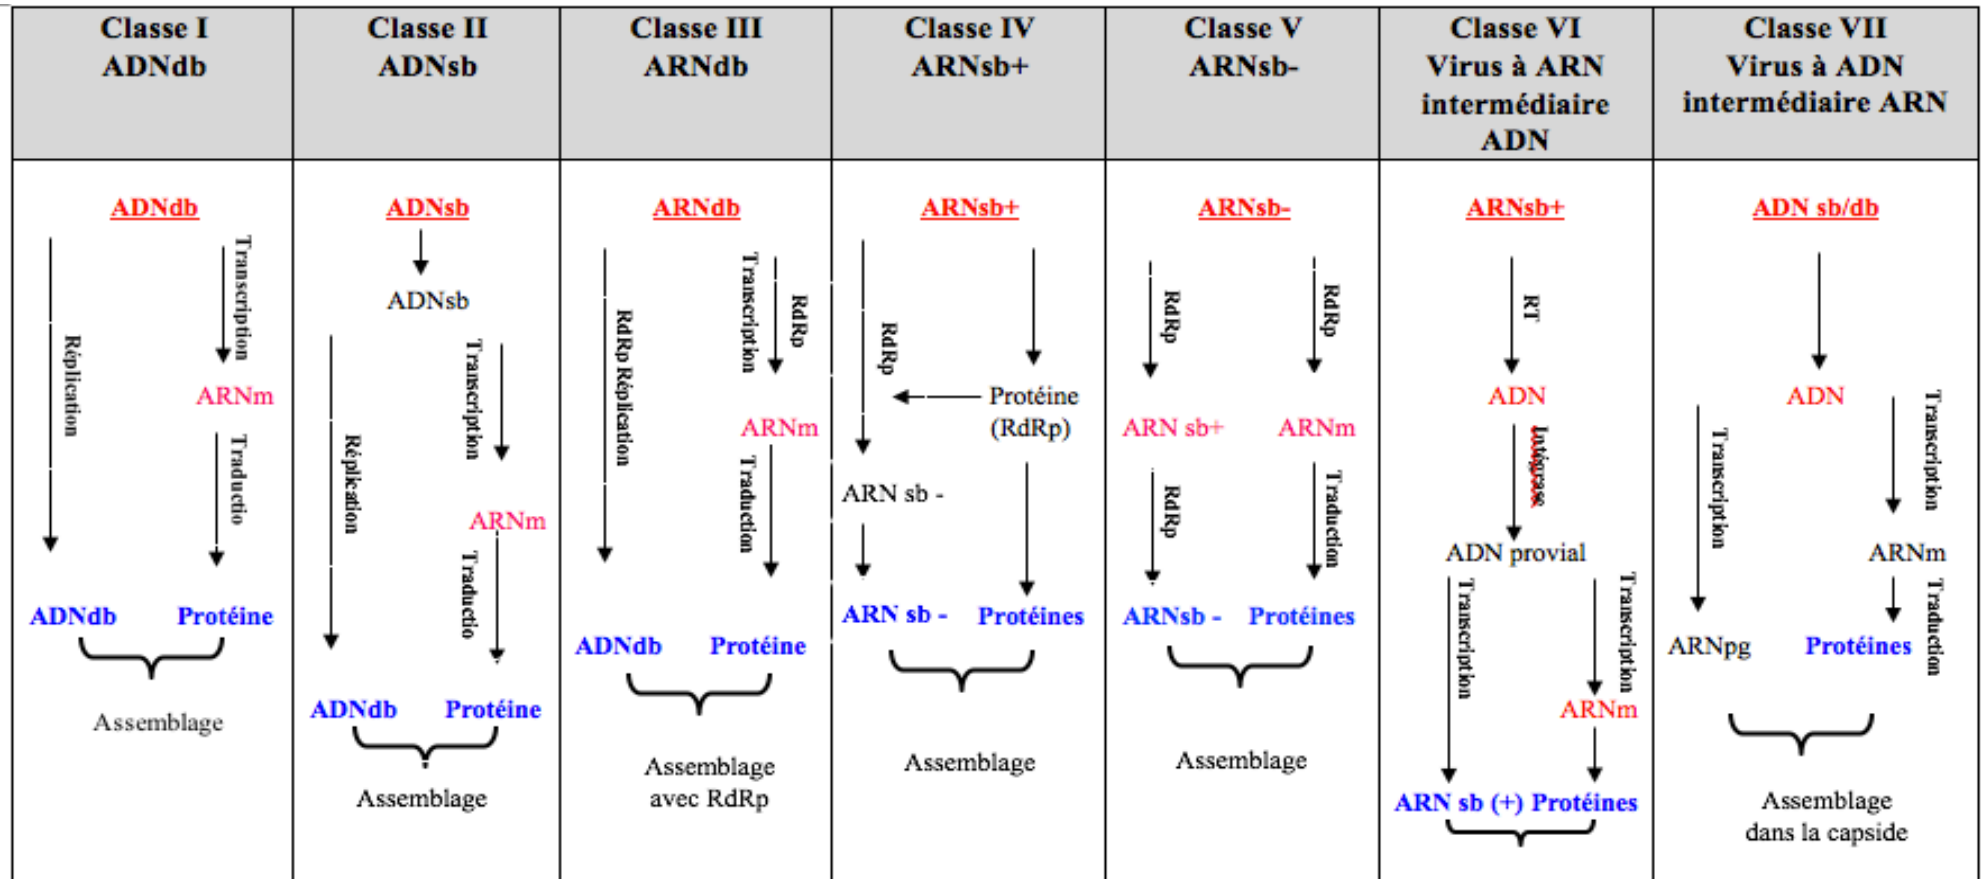 Classe I
ADNdb
Classe II
ADNsb
Classe III
ARNdb
Classe IV
ARNsb+
Classe V
ARNsb-
Classe VI
Virus à ARN
intermédiaire
ADN
Classe VII
Virus à ADN
intermédiaire ARN
ADNdb
Réplication
Transcription
ARNm
Traductio
ADNdb
Protéine
Assemblage
ADNsb
ADNsb
Réplication
Transcription
ARNm
Traductio
ADNdb
Protéine
Assemblage
ARNdb
RdRp Réplication
Transcription
RdRp
ARNm
Traduction
ADNdb
Protéine
Assemblage
avec RdRp
ARNsb+
RdRp
Protéine
(RdRp)
ARN sb -
ARN sb -
Protéines
Assemblage
ARNsb-
RdRp
RdRp
ARN sb+
ARNm
RdRp
Traduction
ARNsb -
Protéines
Assemblage
ARNsb+
RT
ADN
Intégrase
ADN provial
Transcription
Transcription
ARNm
ARN sb (+) Protéines
ADN sb/db
ADN
Transcription
Transcription
ARNm
Traduction
ARNpg
Protéines
Assemblage
dans la capside